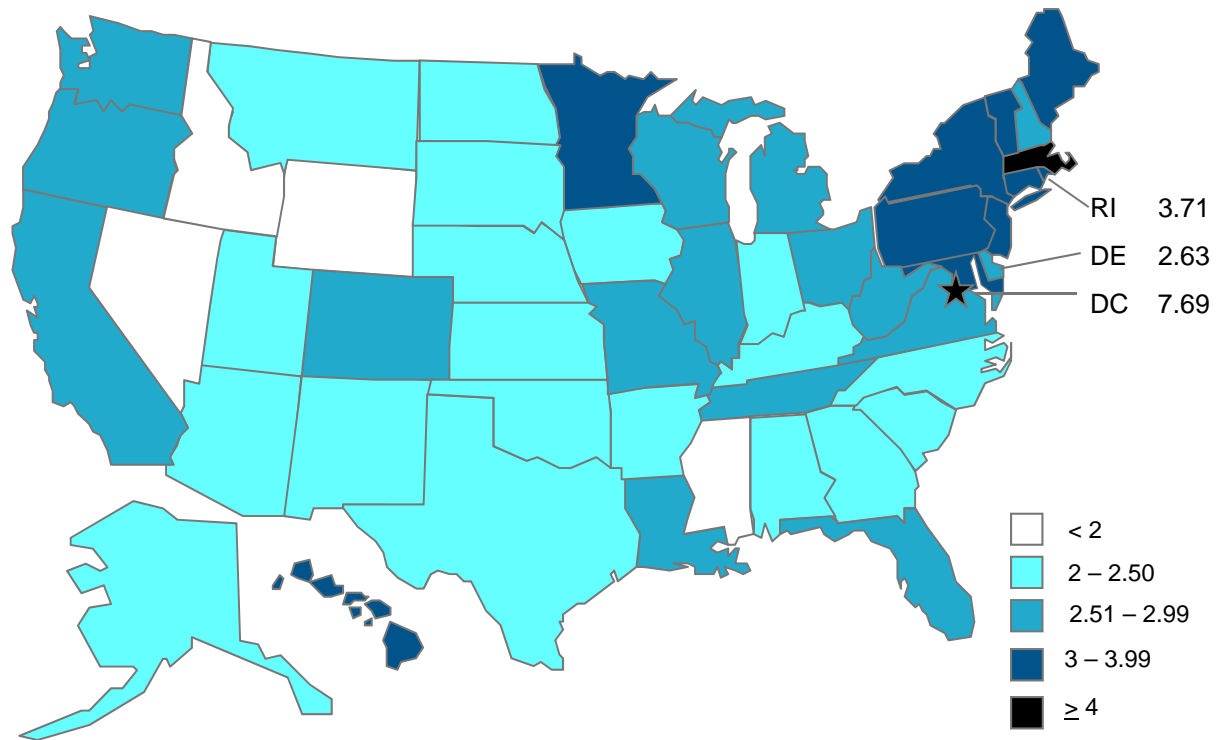 RI 3.71
DE 2.63
DC 7.69
< 2
2 – 2.50
2.51 – 2.99
3 – 3.99
≥ 4